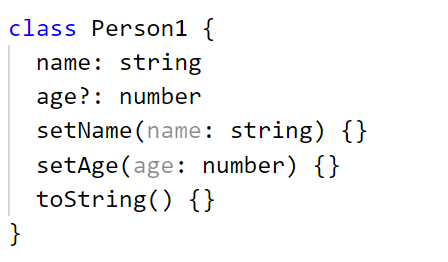 class Person1 {
  name: string
  age?: number
  setName(name: string) {}
  setAge(age: number) {}
  toString() {}
}